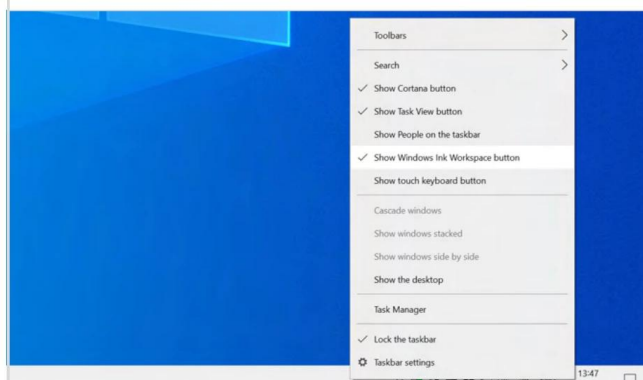 Toolbars
Search
Show Cortana button
Show Task View button
Show People on the taskbar
Show Windows Ink Workspace button
Show touch keyboard button
Cascade windows
Show windows stacked
Show windows side by side
Show the desktop
Task Manager
Lock the taskbar
Taskbar settings
13:47